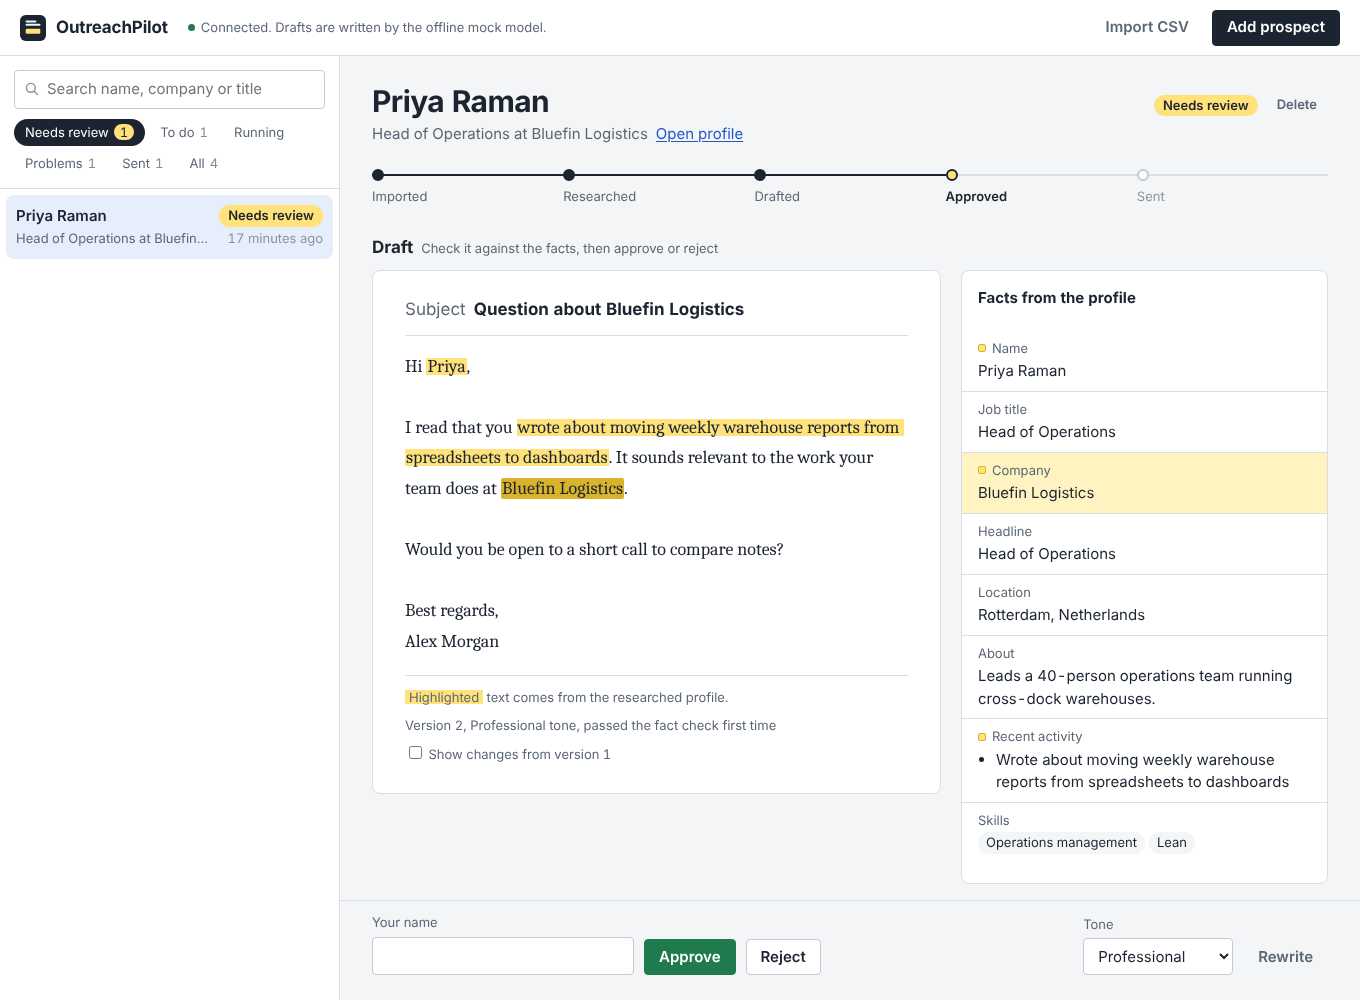 OutreachPilot
Connected. Drafts are written by the offline mock model.
Import CSV
Add prospect
Search name, company or title
Needs review 1
To do 1
Running
Problems 1
Sent 1
All 4
Priya Raman
Needs review
Head of Operations at Bluefin...
17 minutes ago
Priya Raman
Needs review
Delete
Head of Operations at Bluefin Logistics Open profile
Imported
Researched
Drafted
Approved
Sent
Draft Check it against the facts, then approve or reject
Subject Question about Bluefin Logistics
Hi Priya,
I read that you wrote about moving weekly warehouse reports from
spreadsheets to dashboards. It sounds relevant to the work your
team does at Bluefin Logistics.
Would you be open to a short call to compare notes?
Best regards,
Alex Morgan
Highlighted text comes from the researched profile.
Version 2, Professional tone, passed the fact check first time
Show changes from version 1
Facts from the profile
Name
Priya Raman
Job title
Head of Operations
Company
Bluefin Logistics
Headline
Head of Operations
Location
Rotterdam, Netherlands
About
Leads a 40-person operations team running
cross-dock warehouses.
Recent activity
• Wrote about moving weekly warehouse
reports from spreadsheets to dashboards
Skills
Operations management
Lean
Your name
Approve
Reject
Tone
Professional
Rewrite